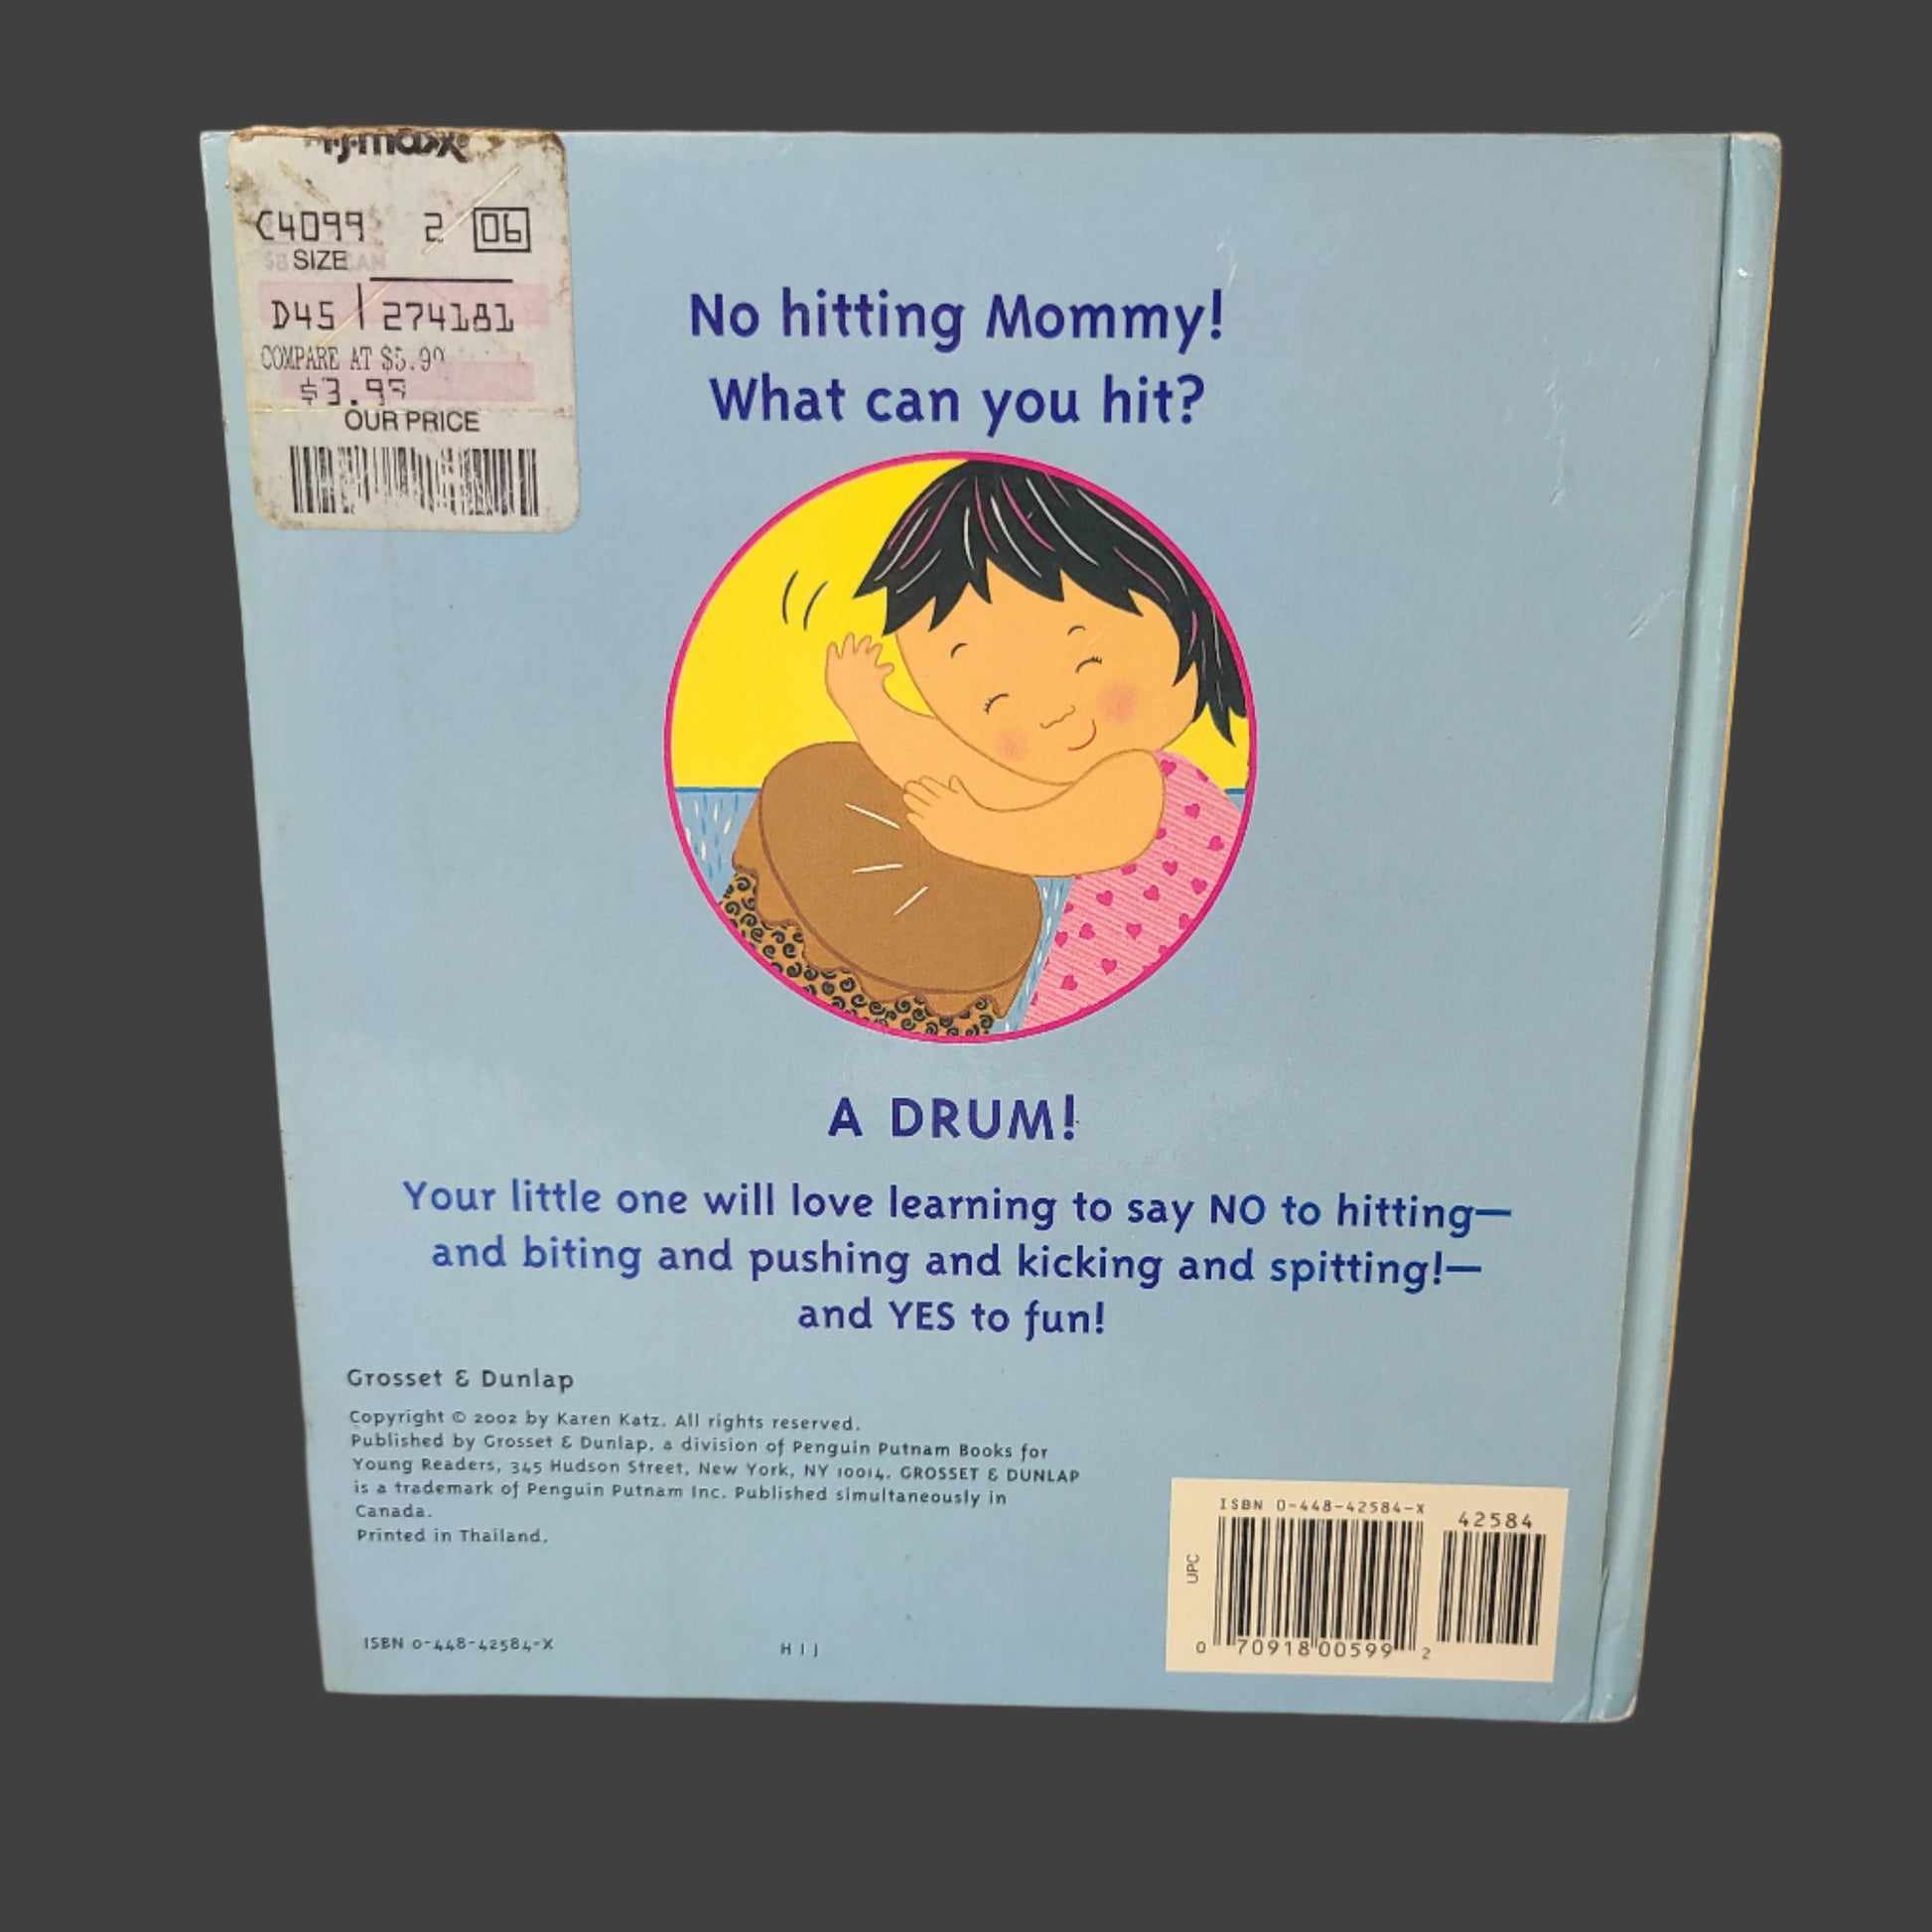 T.J.maxx
C4099 2 06
SIZE
D45 274181
COMPARE AT $5.99
$3.99
OUR PRICE
No hitting Mommy!
What can you hit?
A DRUM!
Your little one will love learning to say NO to hitting—
and biting and pushing and kicking and spitting!—
and YES to fun!
Grosset & Dunlap
Copyright © 2002 by Karen Katz. All rights reserved.
Published by Grosset & Dunlap, a division of Penguin Putnam Books for
Young Readers, 345 Hudson Street, New York, NY 10014. GROSSET & DUNLAP
is a trademark of Penguin Putnam Inc. Published simultaneously in
Canada.
Printed in Thailand.
ISBN 0-448-42584-X
H I J
ISBN 0-448-42584-X
42584
UPC
0 70918 00599 2